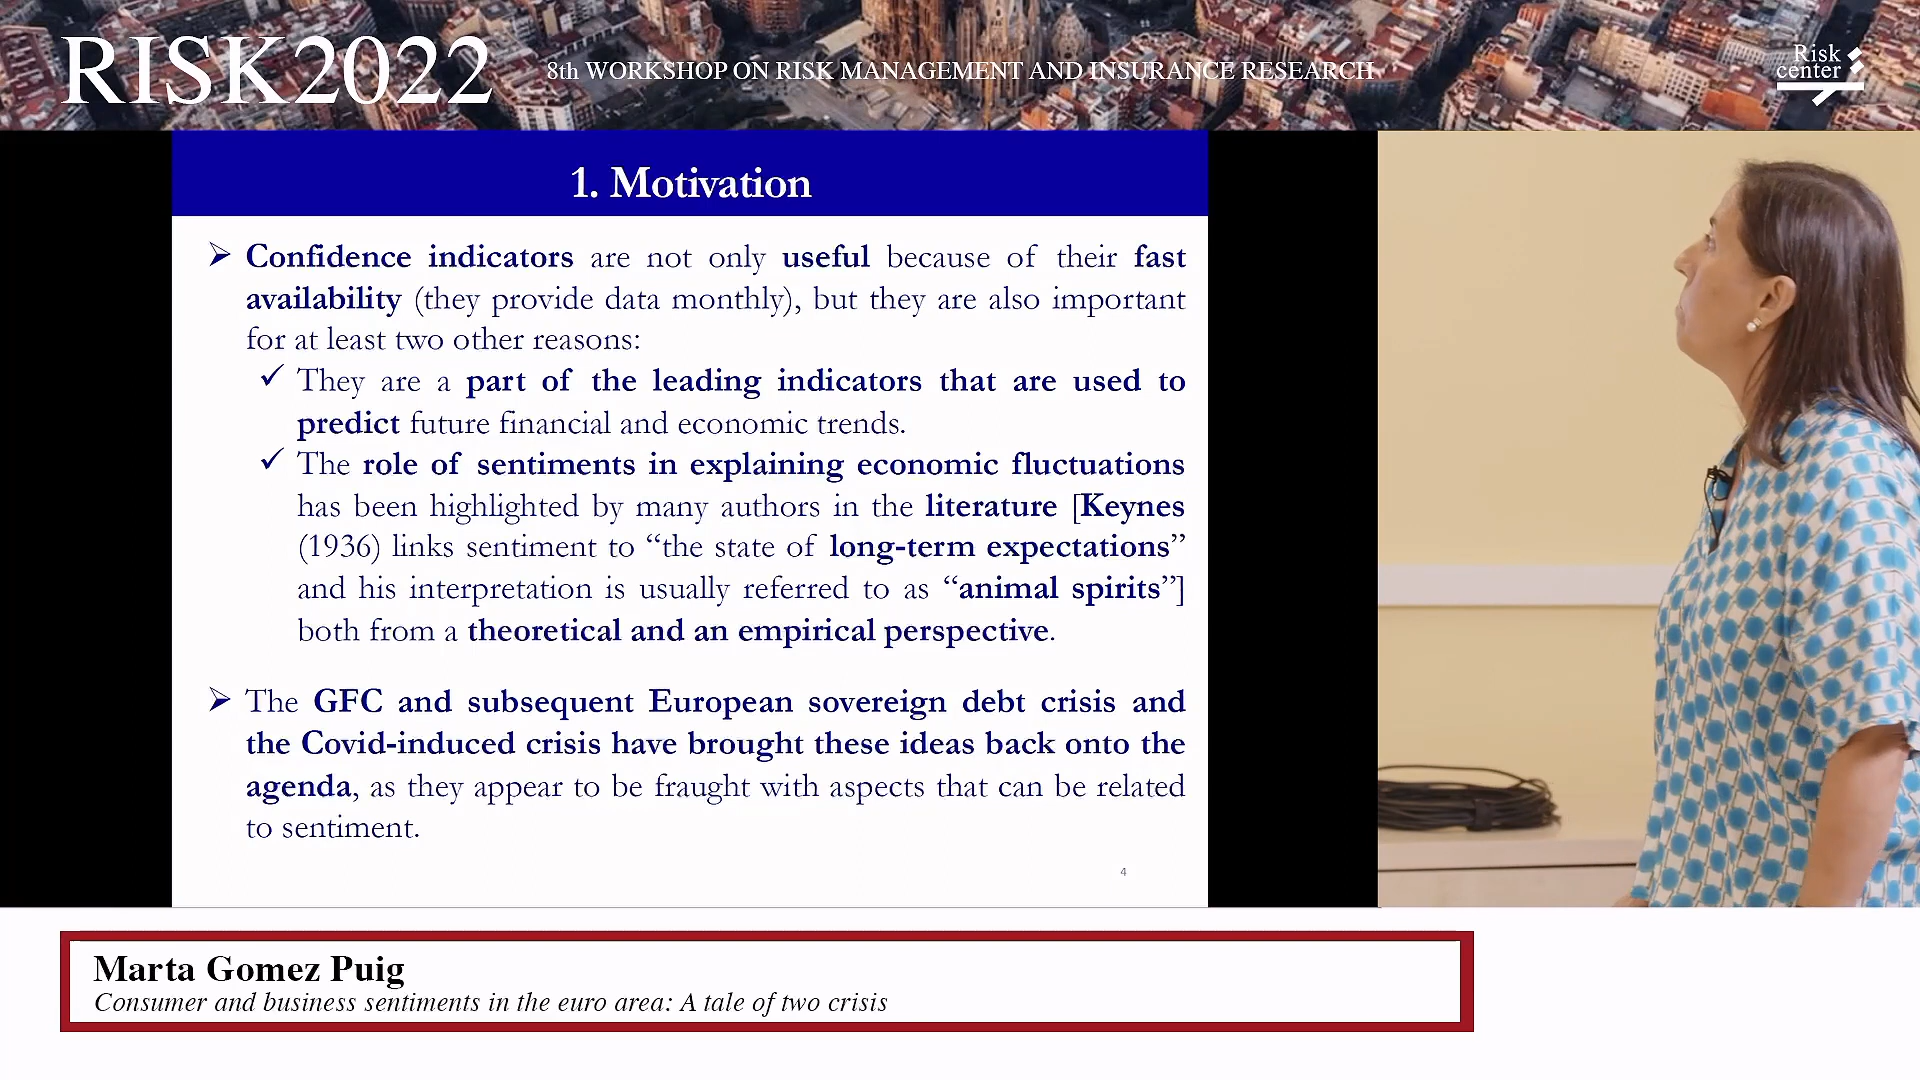 RISK2022
8th WORKSHOP ON RISK MANAGEMENT AND INSURANCE RESEARCH
Risk
center
1. Motivation
Confidence indicators are not only useful because of their fast
availability (they provide data monthly), but they are also important
for at least two other reasons:
They are a part of the leading indicators that are used to
predict future financial and economic trends.
The role of sentiments in explaining economic fluctuations
has been highlighted by many authors in the literature [Keynes
(1936) links sentiment to “the state of long-term expectations”
and his interpretation is usually referred to as “animal spirits”]
both from a theoretical and an empirical perspective.
The GFC and subsequent European sovereign debt crisis and
the Covid-induced crisis have brought these ideas back onto the
agenda, as they appear to be fraught with aspects that can be related
to sentiment.
4
Marta Gomez Puig
Consumer and business sentiments in the euro area: A tale of two crisis